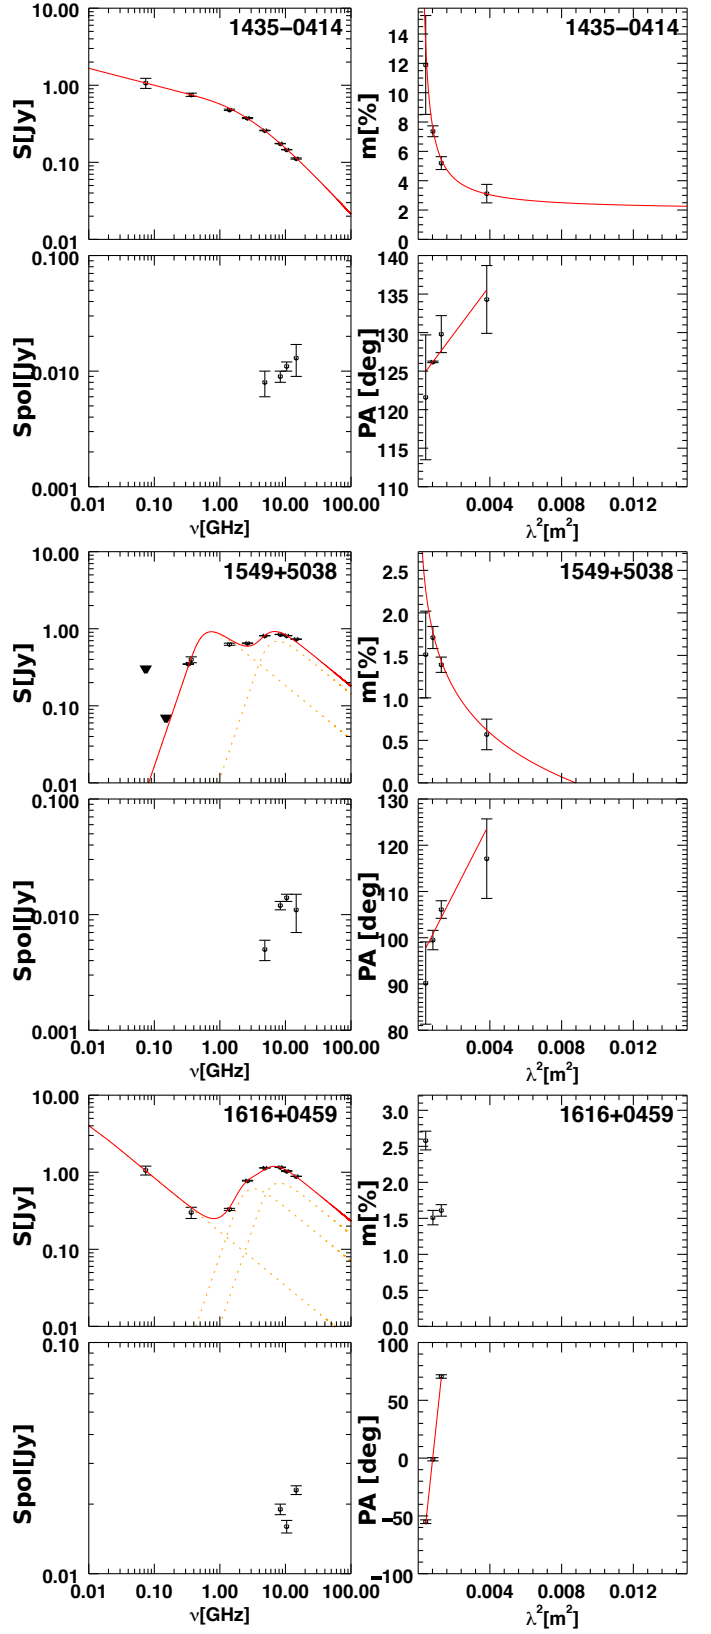 1435−0414
S[Jy]
10.00
1.00
0.10
0.01
1435−0414
m[%]
14
12
10
8
6
4
2
0
Spol[Jy]
0.100
0.010
0.001
0.01 0.10 1.00 10.00 100.00
ν[GHz]
PA [deg]
140
135
130
125
120
115
110
0.004 0.008 0.012
λ²[m²]
1549+5038
S[Jy]
10.00
1.00
0.10
0.01
1549+5038
m[%]
2.5
2.0
1.5
1.0
0.5
0.0
Spol[Jy]
0.100
0.010
0.001
0.01 0.10 1.00 10.00 100.00
ν[GHz]
PA [deg]
130
120
110
100
90
80
0.004 0.008 0.012
λ²[m²]
1616+0459
S[Jy]
10.00
1.00
0.10
0.01
1616+0459
m[%]
3.0
2.5
2.0
1.5
1.0
0.5
0.0
Spol[Jy]
0.10
0.01
0.01 0.10 1.00 10.00 100.00
ν[GHz]
PA [deg]
100
50
0
−50
−100
0.004 0.008 0.012
λ²[m²]